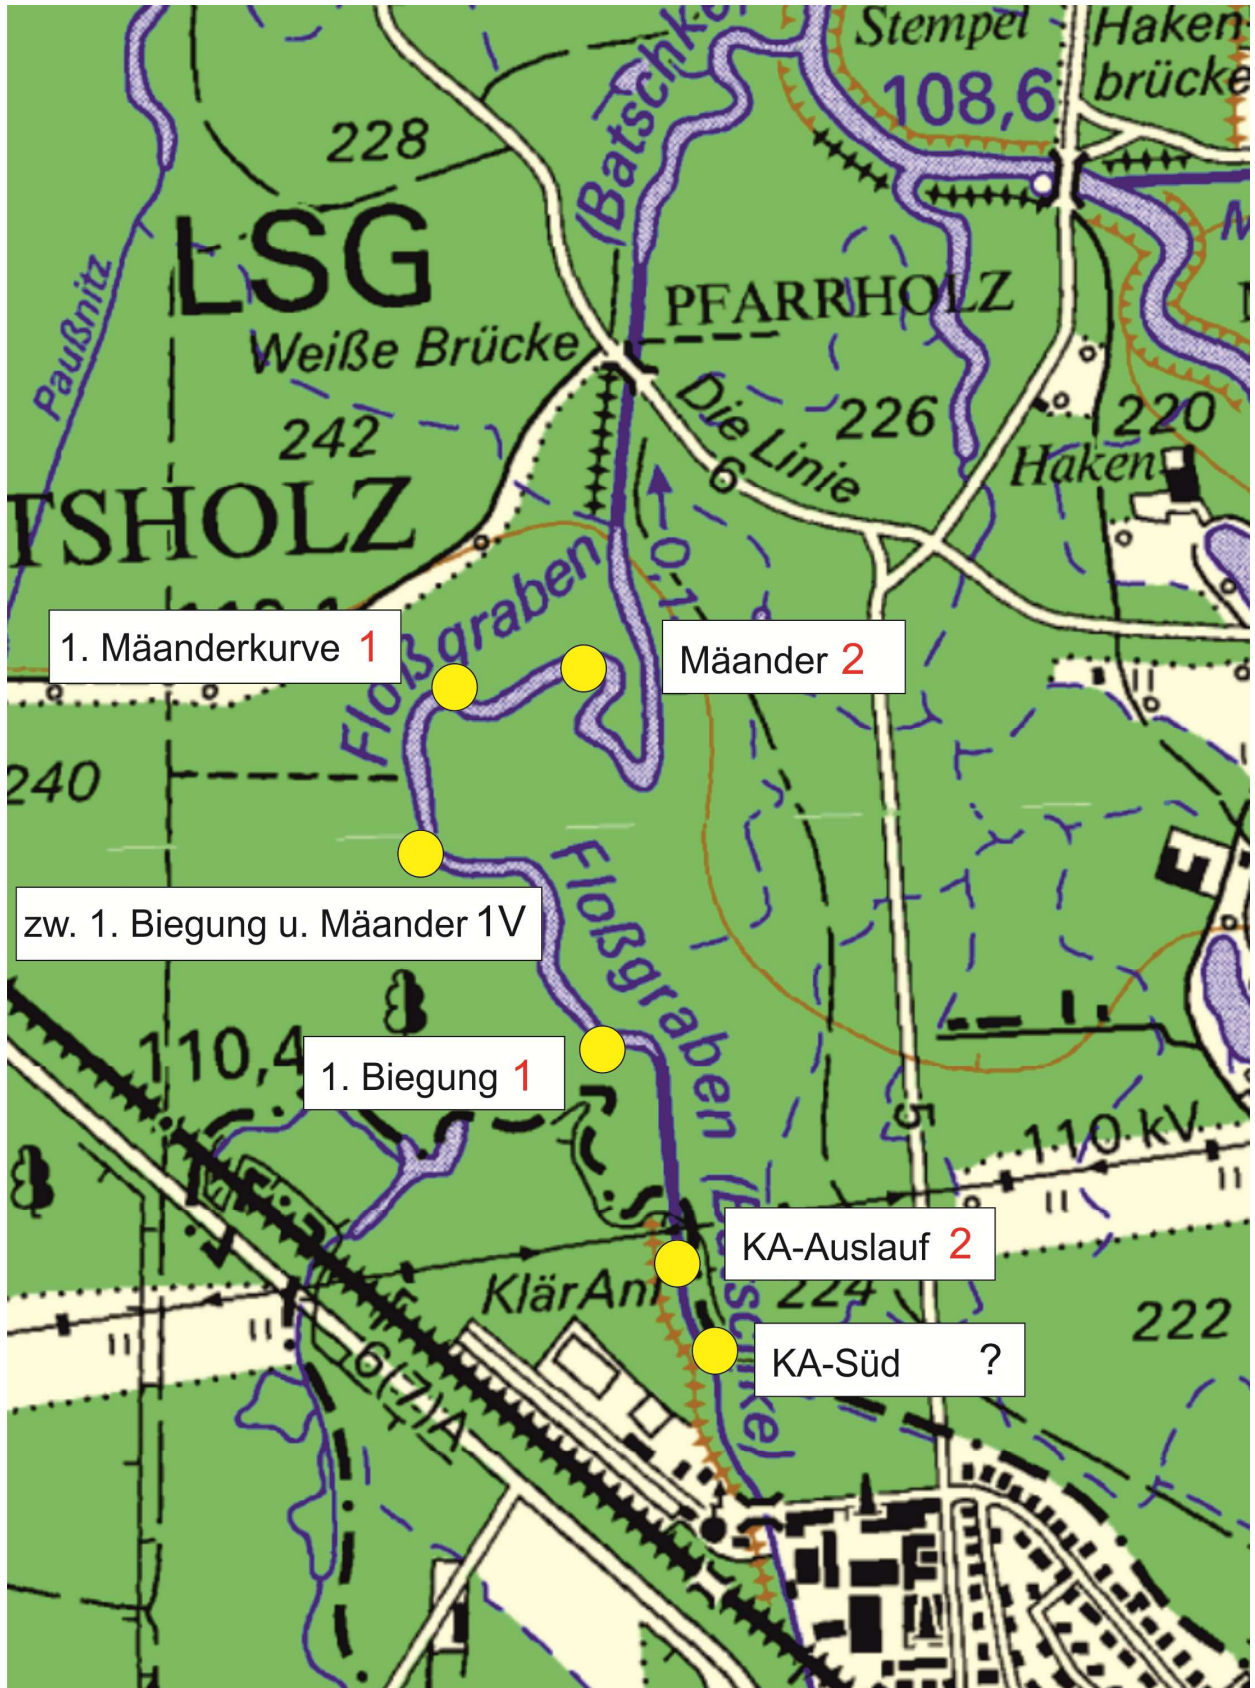 Stempel
Haken-
brücke
108,6
228
LSG
(Batschke
Paußnitz
PFARRHOLZ
Weiße Brücke
Die Linie
6
226
220
242
Haken
TSHOLZ
0,1
Floßgraben
1. Mäanderkurve 1
Mäander 2
240
Floßgraben
zw. 1. Biegung u. Mäander 1V
110,4
1. Biegung 1
5
110 kV
KA-Auslauf 2
KlärAnl
224
222
KA-Süd ?
6(7)A